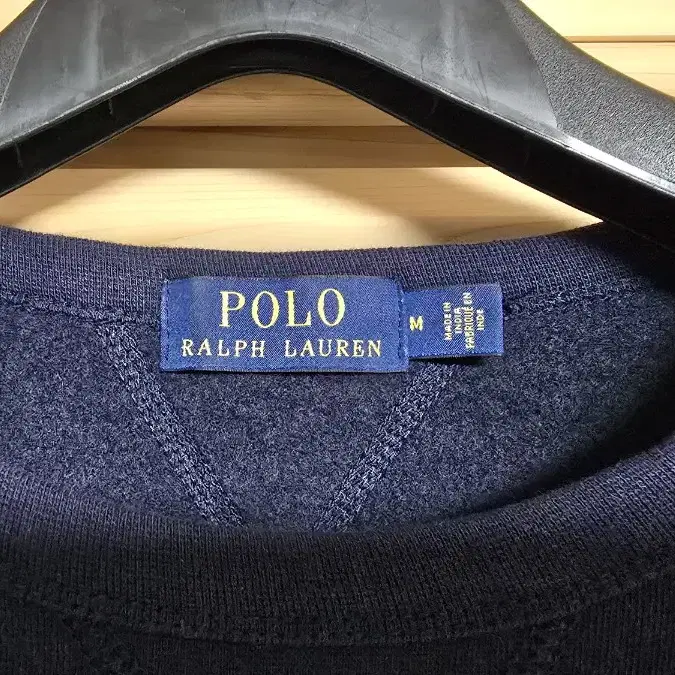 POLO
RALPH LAUREN
M
MADE IN
INDIA
FABRIQUÉ EN
INDE